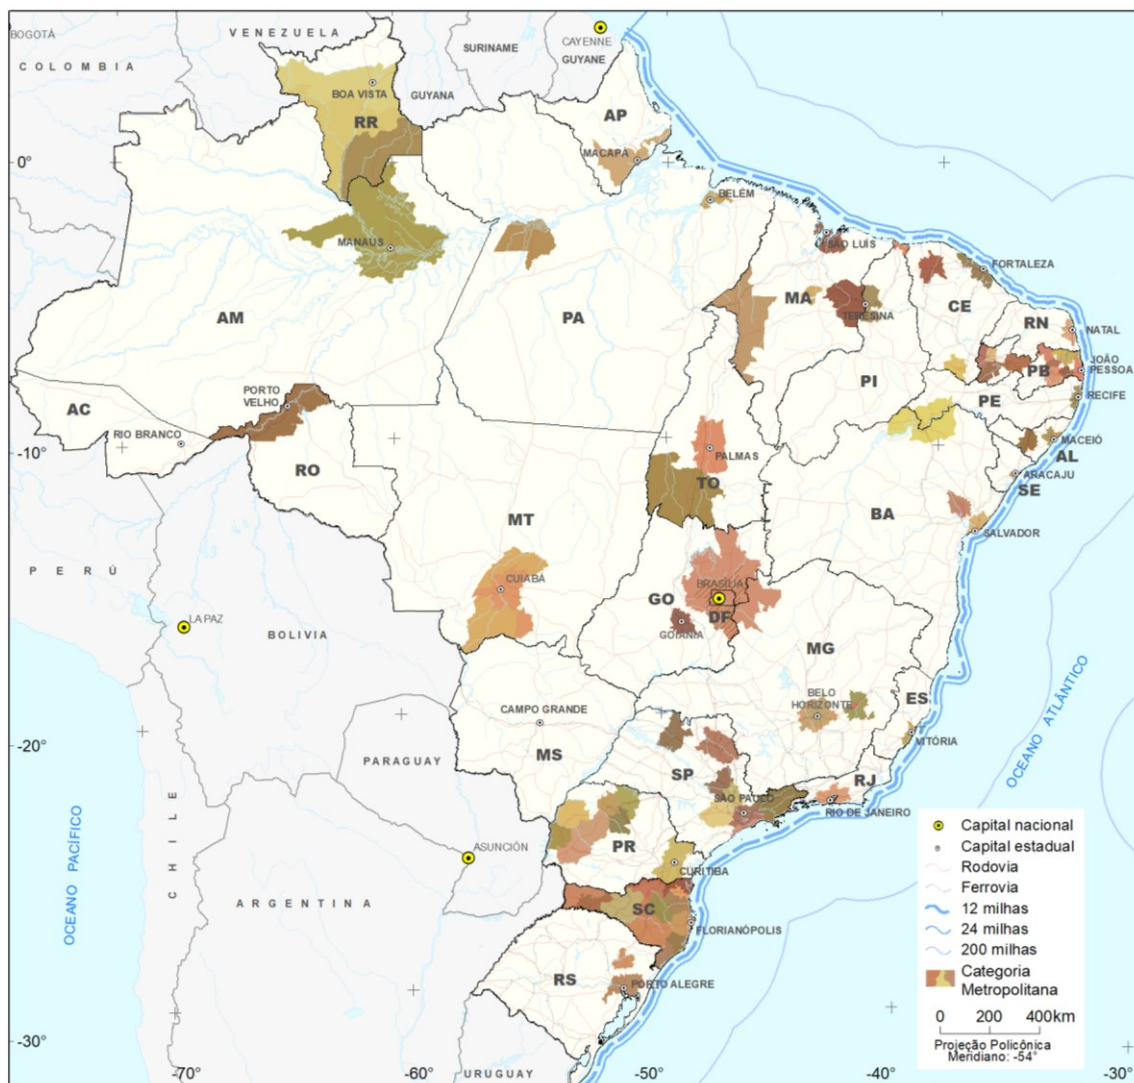 BOGOTÁ
VENEZUELA
COLOMBIA
SURINAME
CAYENNE
GUYANE
GUYANA
BOA VISTA
RR
AP
MACAPÁ
0°
BELÉM
MANAUS
SÃO LUÍS
FORTALEZA
AM
PA
MA
TERESINA
CE
RN
NATAL
JOÃO
PESSOA
PB
PI
PE
RECIFE
PORTO
VELHO
AC
RIO BRANCO
-10°
RO
PALMAS
TO
MACEIÓ
AL
ARACAJU
SE
MT
BA
SALVADOR
PERÚ
CUIABÁ
BRASÍLIA
GO
DF
GOIÂNIA
LA PAZ
BOLIVIA
MG
BELO
HORIZONTE
ES
VITÓRIA
CAMPO GRANDE
MS
-20°
PARAGUAY
SP
SÃO PAULO
RJ
RIO DE JANEIRO
OCEANO ATLÂNTICO
OCEANO PACÍFICO
CHILE
ASUNCIÓN
PR
CURITIBA
ARGENTINA
SC
FLORIANÓPOLIS
RS
PORTO ALEGRE
-30°
URUGUAY
-70°
-60°
-50°
-40°
-30°
Capital nacional
Capital estadual
Rodovia
Ferrovia
12 milhas
24 milhas
200 milhas
Categoria
Metropolitana
0 200 400km
Projeção Policônica
Meridiano: -54°